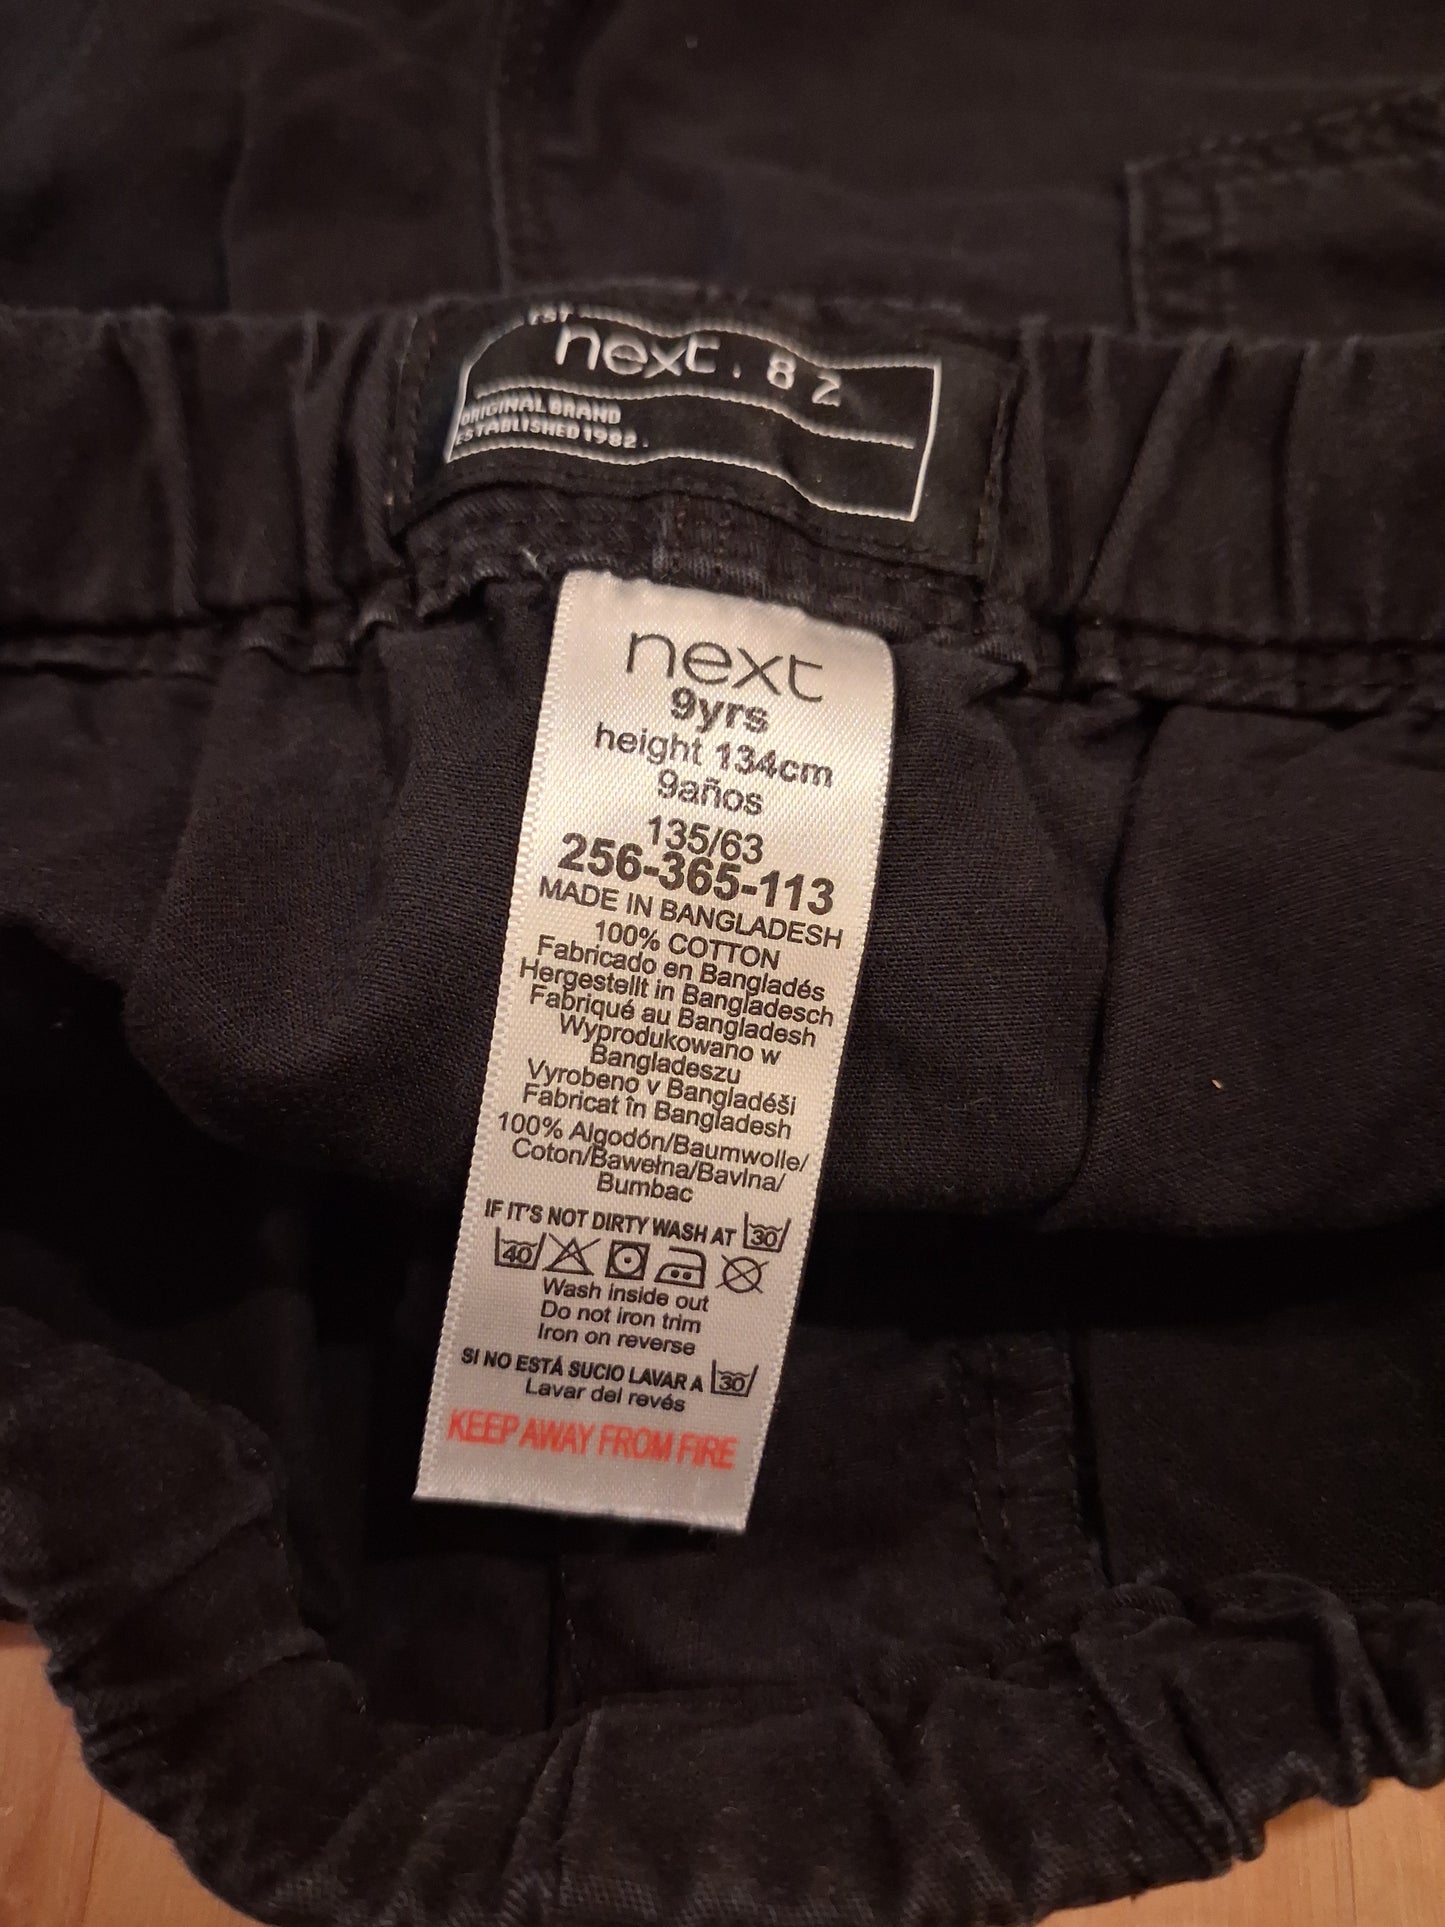 EST
next. 82
ORIGINAL BRAND
ESTABLISHED 1982.
next
9yrs
height 134cm
9años
135/63
256-365-113
MADE IN BANGLADESH
100% COTTON
Fabricado en Bangladés
Hergestellt in Bangladesch
Fabriqué au Bangladesh
Wyprodukowano w
Bangladeszu
Vyrobeno v Bangladéši
Fabricat în Bangladesh
100% Algodón/Baumwolle/
Coton/Bawełna/Bavlna/
Bumbac
IF IT'S NOT DIRTY WASH AT 30
40
Wash inside out
Do not iron trim
Iron on reverse
SI NO ESTÁ SUCIO LAVAR A 30
Lavar del revés
KEEP AWAY FROM FIRE